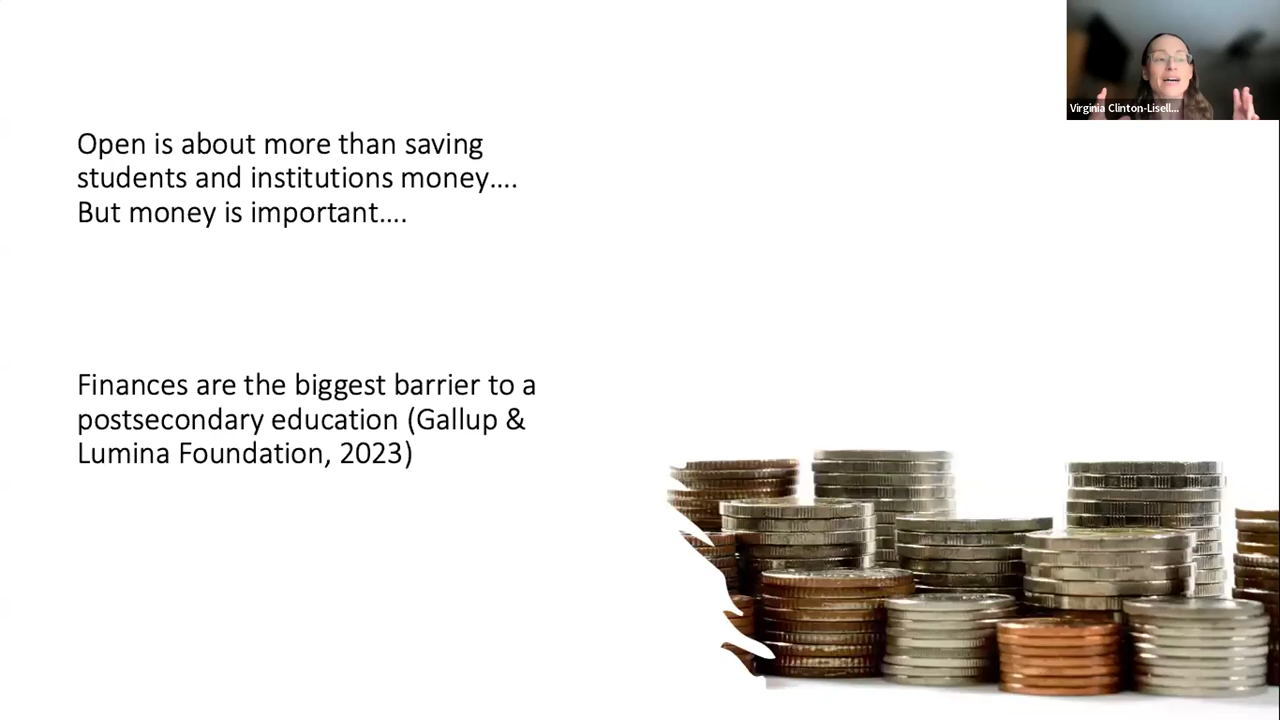 Virginia Clinton-Lisell...
Open is about more than saving
students and institutions money....
But money is important....
Finances are the biggest barrier to a
postsecondary education (Gallup &
Lumina Foundation, 2023)